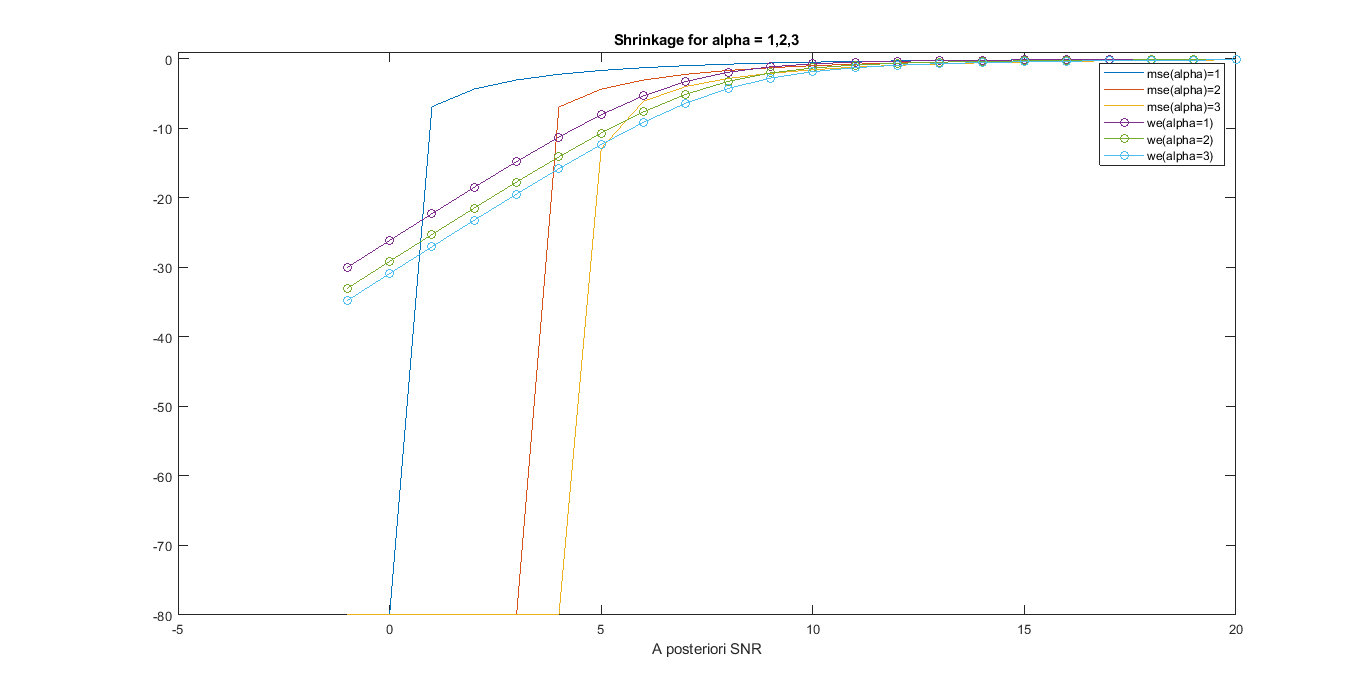 Shrinkage for alpha = 1,2,3
0
-10
-20
-30
-40
-50
-60
-70
-80
mse(alpha)=1
mse(alpha)=2
mse(alpha)=3
we(alpha=1)
we(alpha=2)
we(alpha=3)
-5 0 5 10 15 20
A posteriori SNR